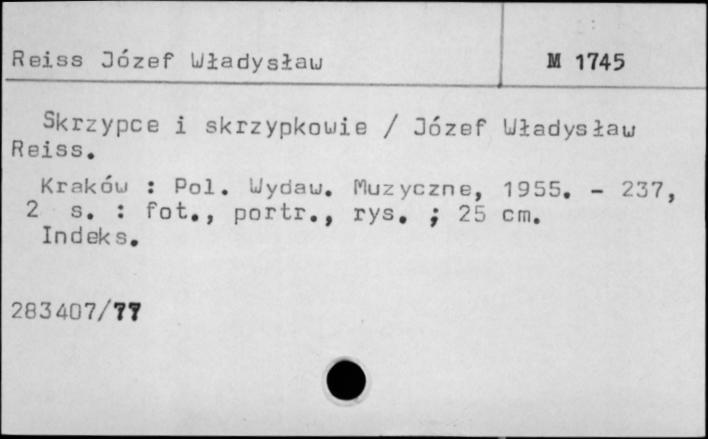 Reiss Józef Władysław
M 1745
Skrzypce i skrzypkowie / Józef Władysław
Reiss.
Kraków : Pol. Wydaw. Muzyczne, 1955. - 237,
2 s. : fot., portr., rys. ; 25 cm.
Indeks.
283407/77